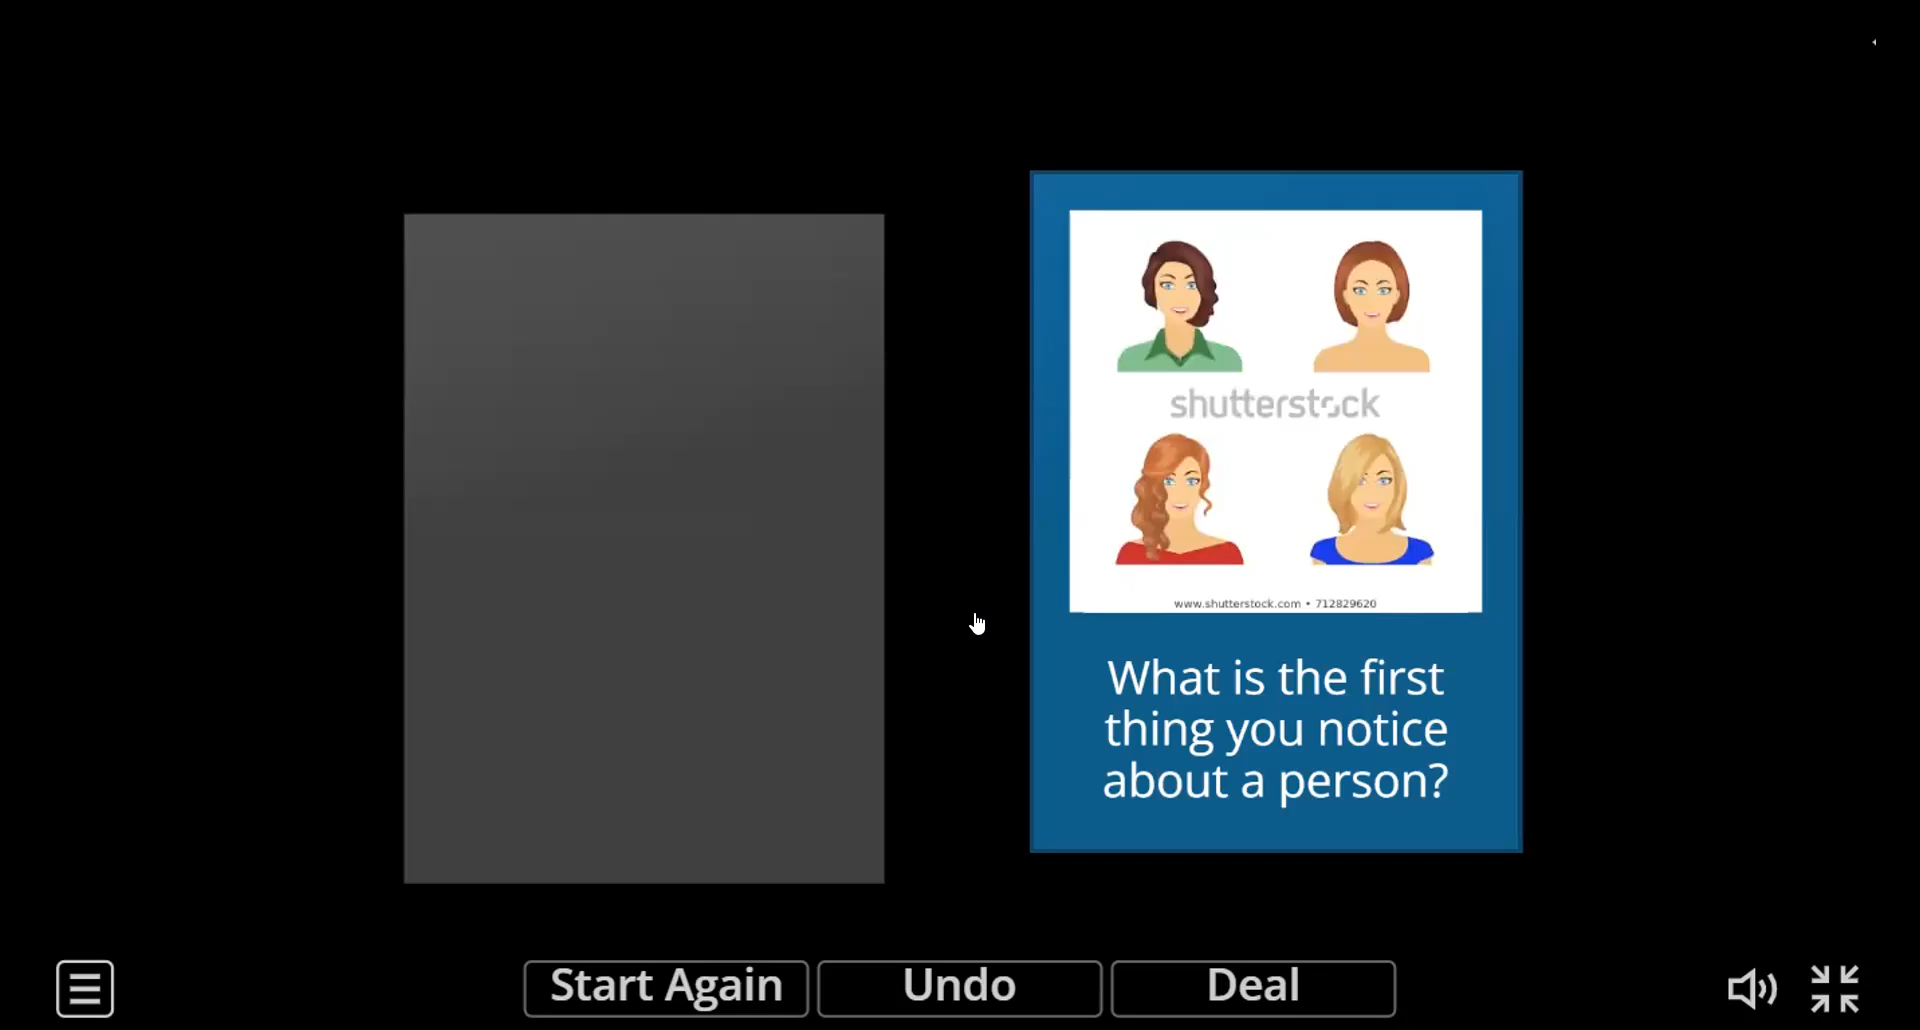 shutterstock
www.shutterstock.com • 712829620
What is the first
thing you notice
about a person?
Start Again
Undo
Deal